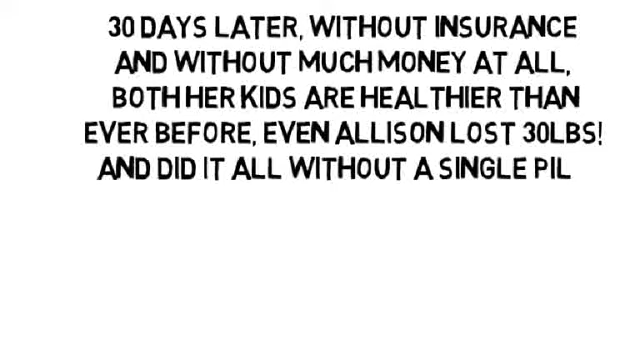 30 DAYS LATER, WITHOUT INSURANCE
AND WITHOUT MUCH MONEY AT ALL,
BOTH HER KIDS ARE HEALTHIER THAN
EVER BEFORE, EVEN ALLISON LOST 30LBS!
AND DID IT ALL WITHOUT A SINGLE PIL